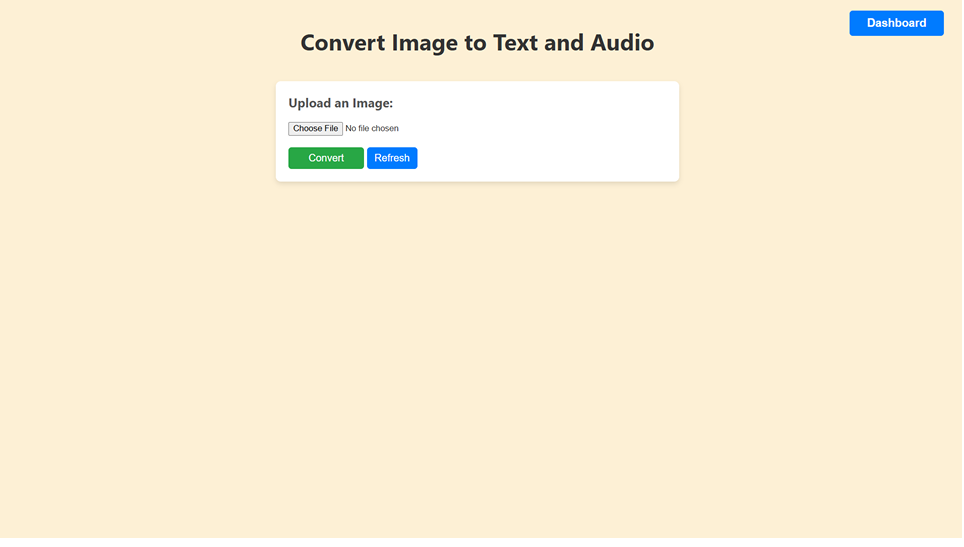 Dashboard
Convert Image to Text and Audio
Upload an Image:
Choose File No file chosen
Convert Refresh